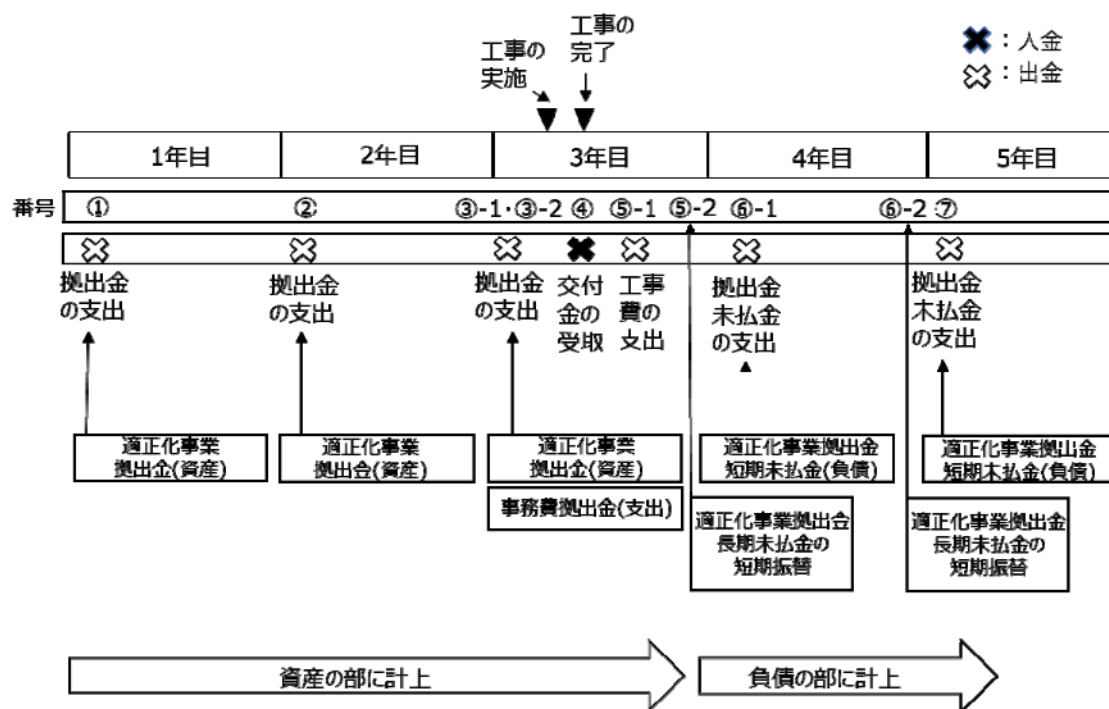 工事の
実施
工事の
完了
✖：入金
：出金
1年目
2年目
3年目
4年目
5年目
番号
①
②
③-1・③-2
④
⑤-1
⑤-2
⑥-1
⑥-2
⑦
拠出金
の支出
拠出金
の支出
拠出金
の支出
交付
金の
受取
工事
費の
支出
拠出金
未払金
の支出
拠出金
未払金
の支出
適正化事業
拠出金(資産)
適正化事業
拠出会(資産)
適正化事業
拠出金(資産)
適正化事業拠出金
短期未払金(負債)
適正化事業拠出金
短期未払金(負債)
事務費拠出金(支出)
適正化事業拠出会
長期未払金の
短期振替
適正化事業拠出金
長期未払金の
短期振替
資産の部に計上
負債の部に計上